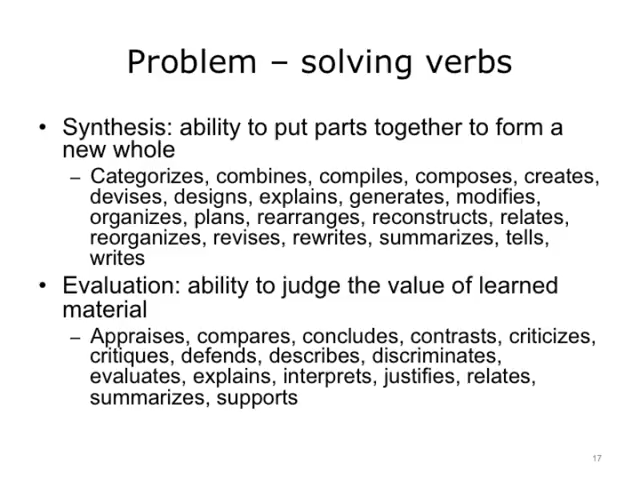 Problem – solving verbs
• Synthesis: ability to put parts together to form a
new whole
– Categorizes, combines, compiles, composes, creates,
devises, designs, explains, generates, modifies,
organizes, plans, rearranges, reconstructs, relates,
reorganizes, revises, rewrites, summarizes, tells,
writes
• Evaluation: ability to judge the value of learned
material
– Appraises, compares, concludes, contrasts, criticizes,
critiques, defends, describes, discriminates,
evaluates, explains, interprets, justifies, relates,
summarizes, supports
17